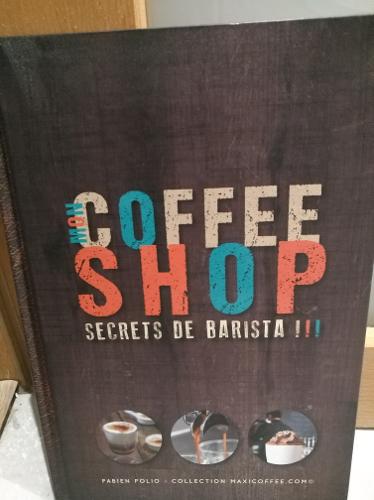 MON
COFFEE
SHOP
SECRETS DE BARISTA !!!
FABIEN FOLIO - COLLECTION MAXICOFFEE.COM©